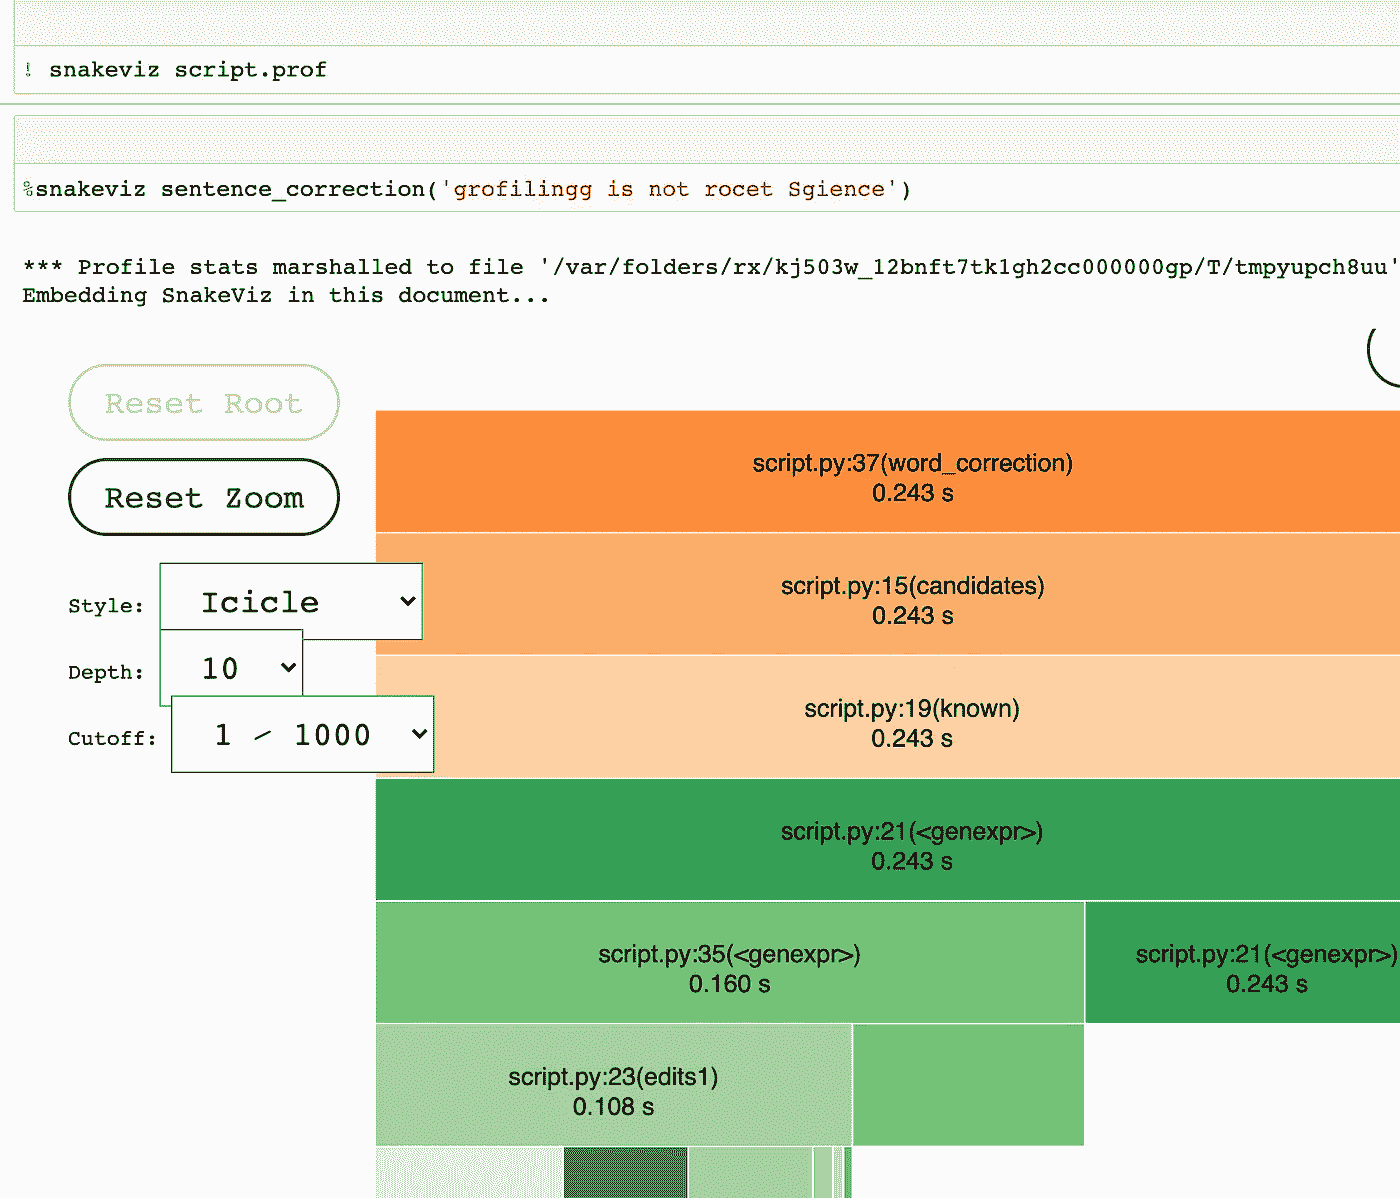 ! snakeviz script.prof
%snakeviz sentence_correction('grofilingg is not rocet Sgience')
*** Profile stats marshalled to file '/var/folders/rx/kj503w_12bnft7tk1gh2cc000000gp/T/tmpyupch8uu'
Embedding SnakeViz in this document...
Reset Root
Reset Zoom
Style: Icicle
Depth: 10
Cutoff: 1 / 1000
script.py:37(word_correction)
0.243 s
script.py:15(candidates)
0.243 s
script.py:19(known)
0.243 s
script.py:21(<genexpr>)
0.243 s
script.py:35(<genexpr>)
0.160 s
script.py:21(<genexpr>)
0.243 s
script.py:23(edits1)
0.108 s